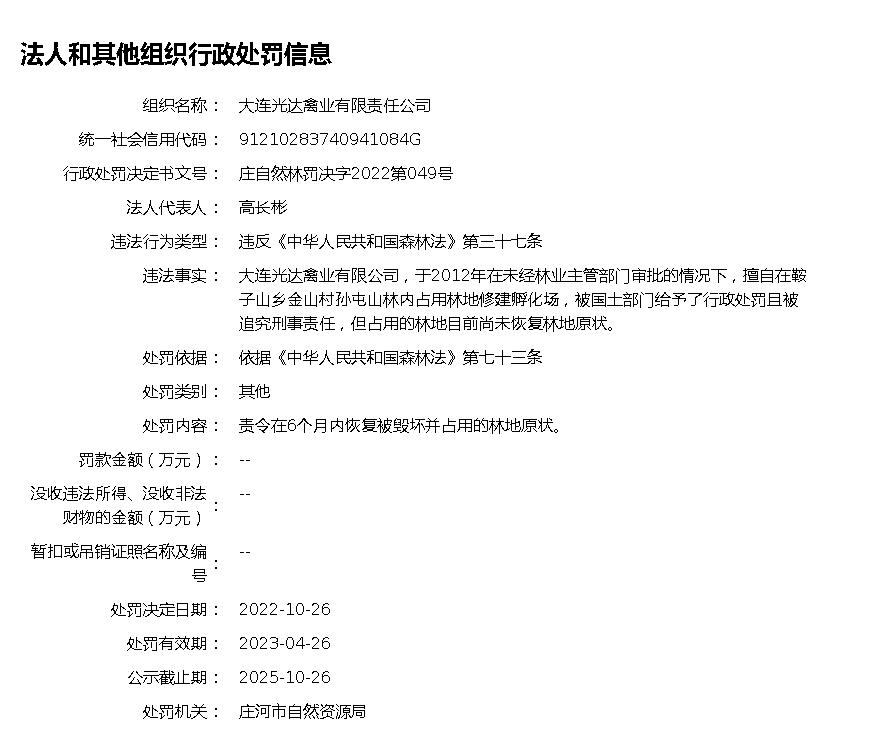 法人和其他组织行政处罚信息
组织名称： 大连光达禽业有限责任公司
统一社会信用代码： 91210283740941084G
行政处罚决定书文号： 庄自然林罚决字2022第049号
法人代表人： 高长彬
违法行为类型： 违反《中华人民共和国森林法》第三十七条
违法事实： 大连光达禽业有限公司，于2012年在未经林业主管部门审批的情况下，擅自在鞍
子山乡金山村孙屯山林内占用林地修建孵化场，被国土部门给予了行政处罚且被
追究刑事责任，但占用的林地目前尚未恢复林地原状。
处罚依据： 依据《中华人民共和国森林法》第七十三条
处罚类别： 其他
处罚内容： 责令在6个月内恢复被毁坏并占用的林地原状。
罚款金额（万元）： --
没收违法所得、没收非法
财物的金额（万元）： --
暂扣或吊销证照名称及编
号： --
处罚决定日期： 2022-10-26
处罚有效期： 2023-04-26
公示截止期： 2025-10-26
处罚机关： 庄河市自然资源局